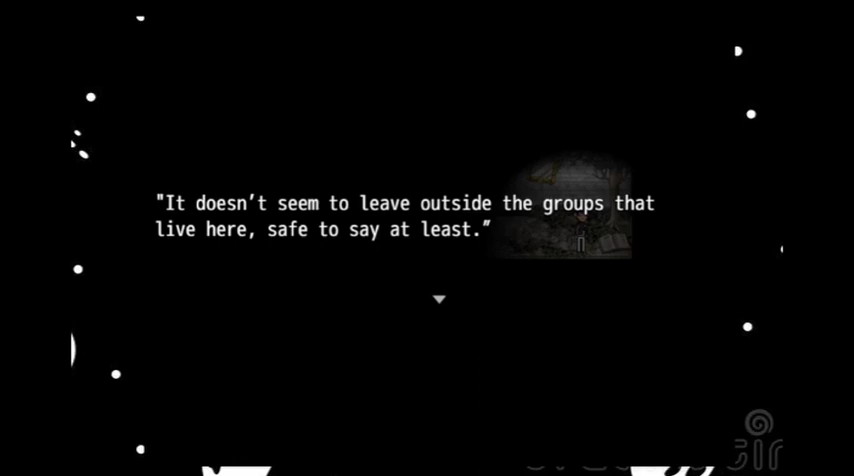 "It doesn't seem to leave outside the groups that
live here, safe to say at least.”